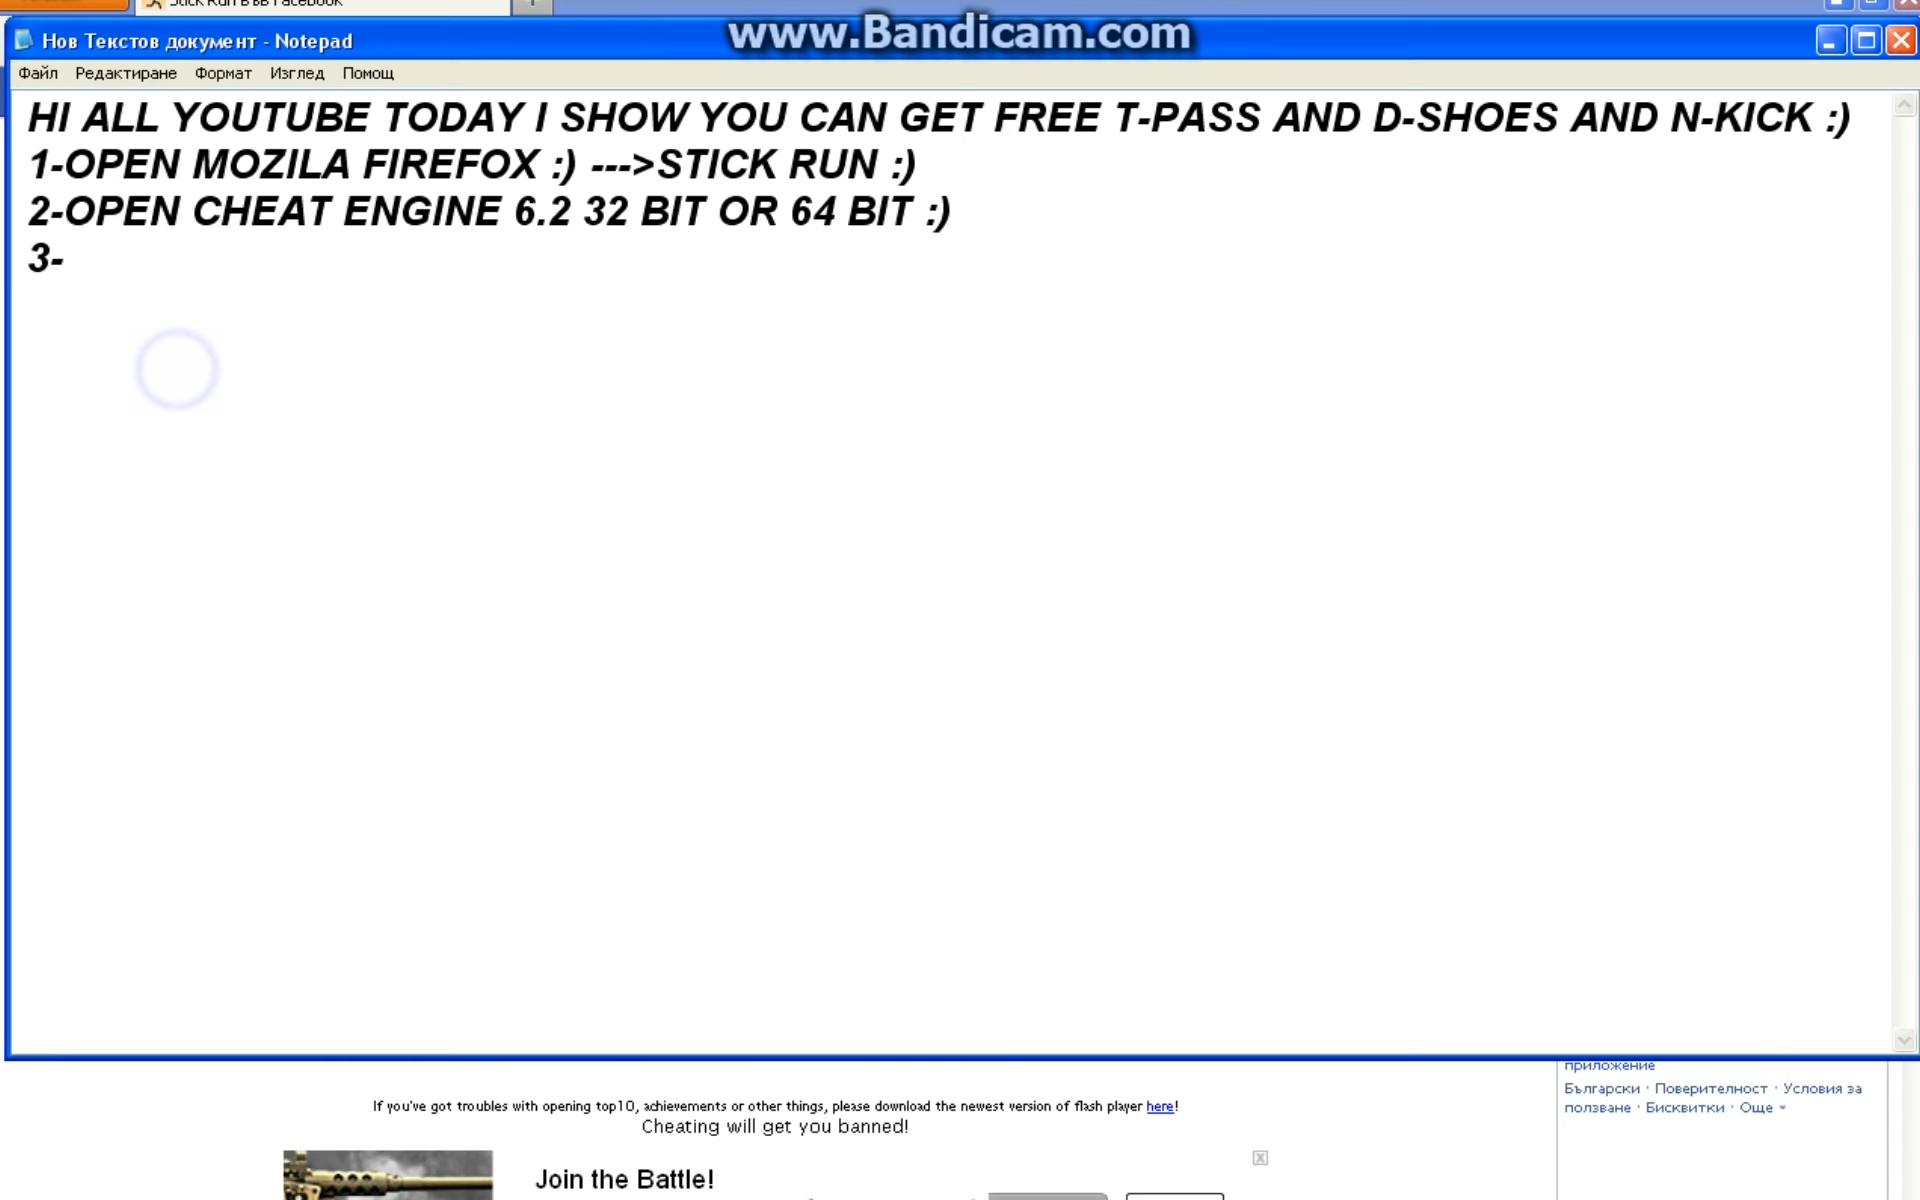 Stick Run във Facebook
www.Bandicam.com
Нов Текстов документ - Notepad
Файл Редактиране Формат Изглед Помощ
HI ALL YOUTUBE TODAY I SHOW YOU CAN GET FREE T-PASS AND D-SHOES AND N-KICK :)
1-OPEN MOZILA FIREFOX :) --->STICK RUN :)
2-OPEN CHEAT ENGINE 6.2 32 BIT OR 64 BIT :)
3-
приложение
Български · Поверителност · Условия за
ползване · Бисквитки · Още
If you've got troubles with opening top10, achievements or other things, please download the newest version of flash player here!
Cheating will get you banned!
Join the Battle!